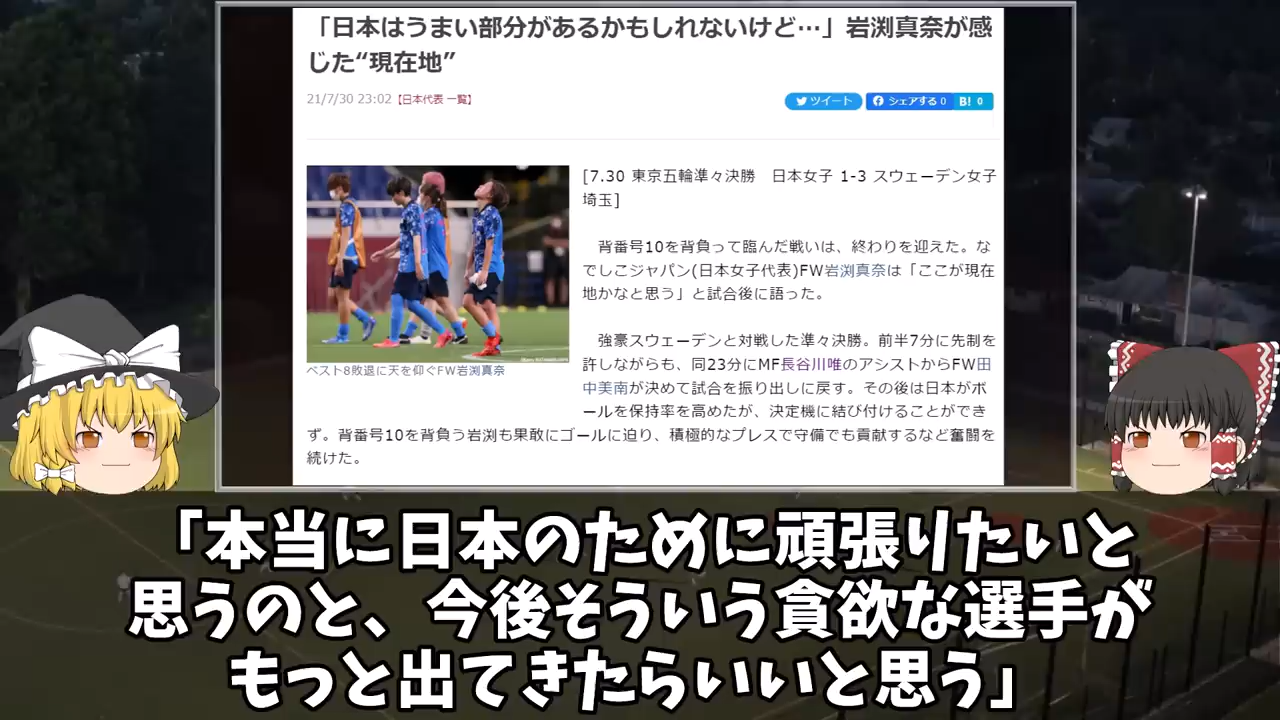 「日本はうまい部分があるかもしれないけど…」岩渕真奈が感
じた“現在地”
21/7/30 23:02【日本代表 一覧】
ツイート
シェアする 0
B! 0
[7.30 東京五輪準々決勝　日本女子 1-3 スウェーデン女子
埼玉]
背番号10を背負って臨んだ戦いは、終わりを迎えた。な
でしこジャパン(日本女子代表)FW岩渕真奈は「ここが現在
地かなと思う」と試合後に語った。
強豪スウェーデンと対戦した準々決勝。前半7分に先制を
許しながらも、同23分にMF長谷川唯のアシストからFW田
中美南が決めて試合を振り出しに戻す。その後は日本がボ
ールを保持率を高めたが、決定機に結び付けることができ
ず。背番号10を背負う岩渕も果敢にゴールに迫り、積極的なプレスで守備でも貢献するなど奮闘を
続けた。
ベスト8敗退に天を仰ぐFW岩渕真奈
「本当に日本のために頑張りたいと
思うのと、今後そういう貪欲な選手が
もっと出てきたらいいと思う」